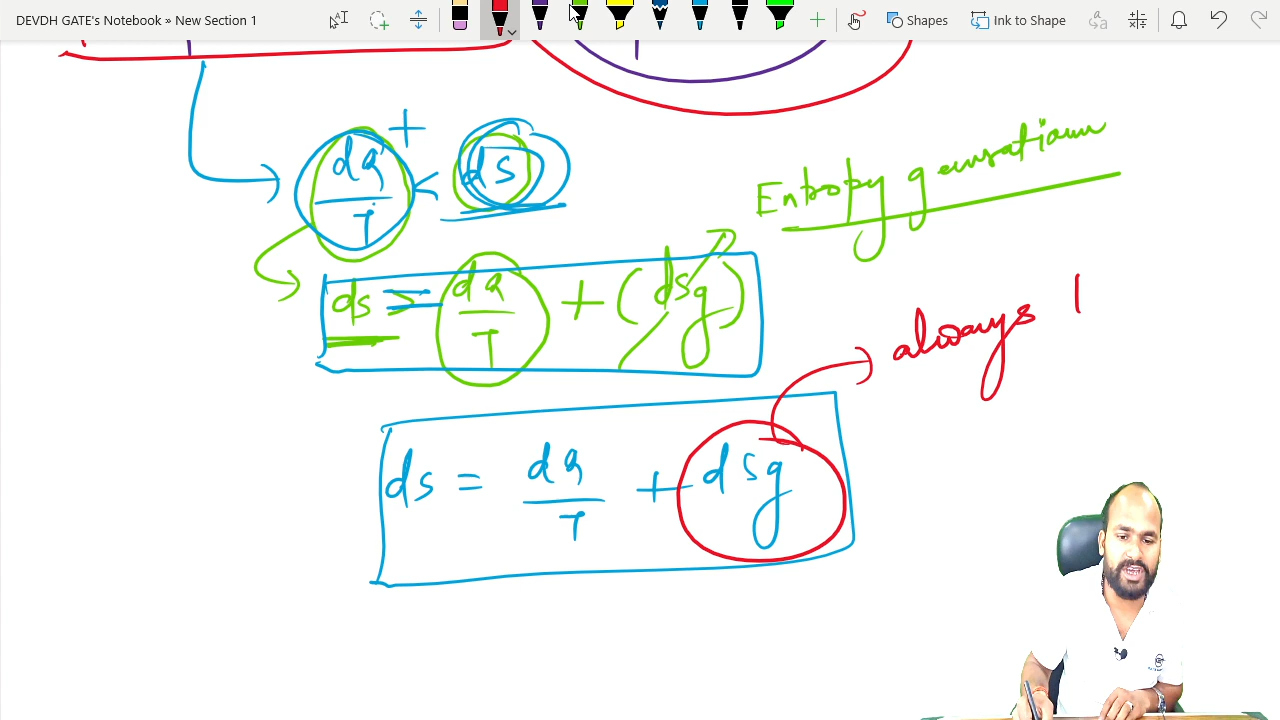 DEVDH GATE's Notebook » New Section 1
Shapes
Ink to Shape
dq/T + < ds
Entropy
ds >= dq/T + (dsg)
always
ds = dq/T + dsg